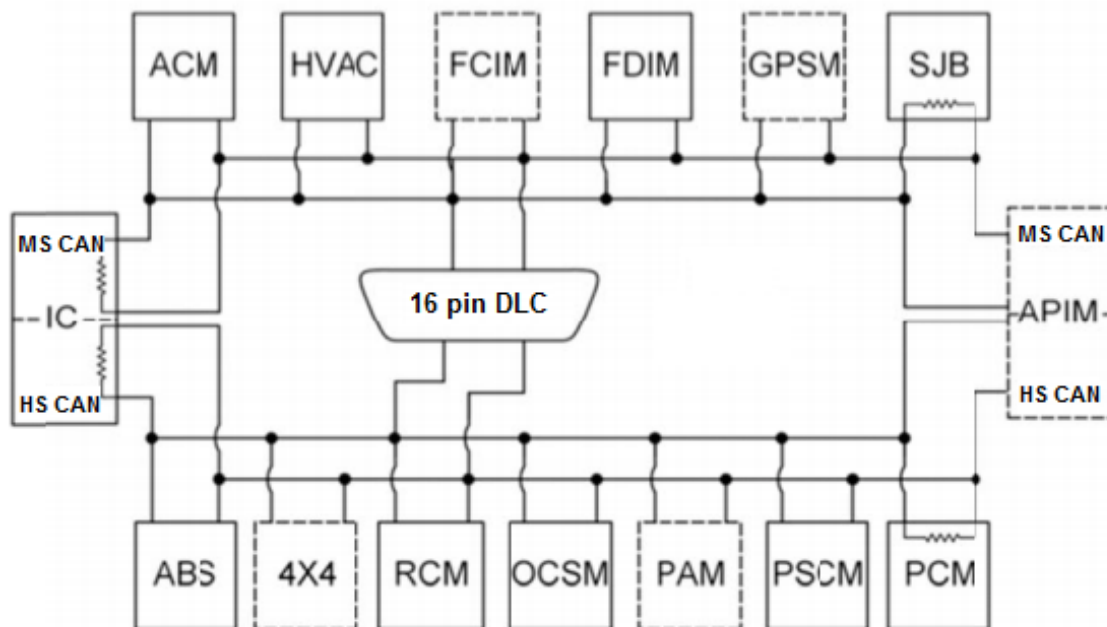 ACM HVAC FCIM FDIM GPSM SJB
MS CAN
IC
HS CAN
16 pin DLC
MS CAN
APIM
HS CAN
ABS 4X4 RCM OCSM PAM PSCM PCM